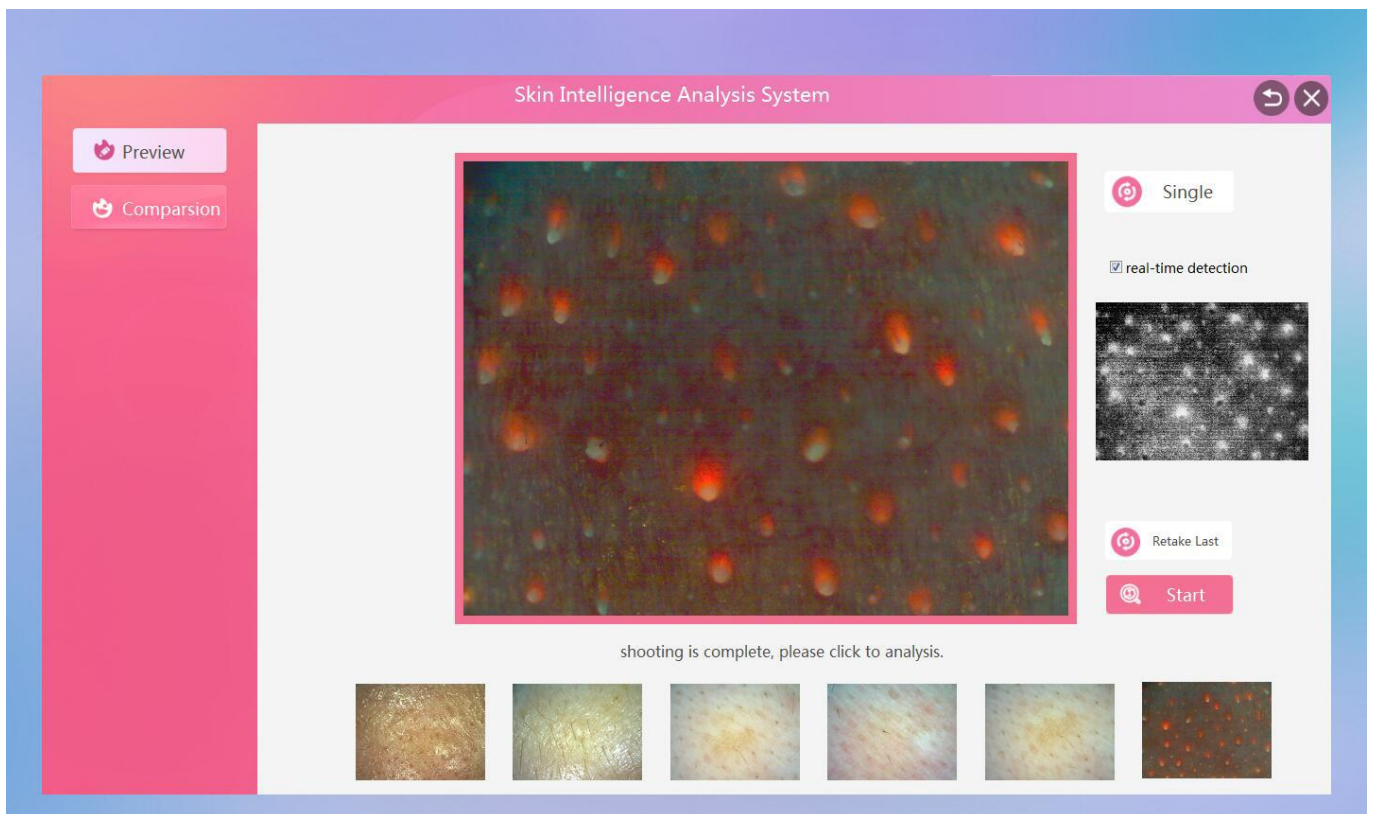 Skin Intelligence Analysis System
Preview
Comparsion
Single
real-time detection
Retake Last
Start
shooting is complete, please click to analysis.